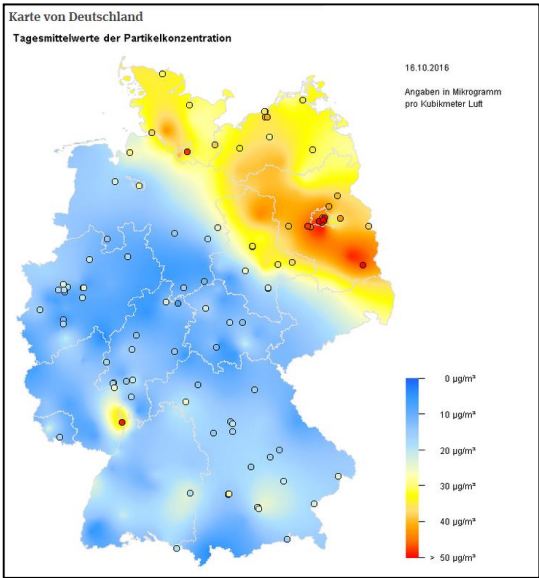 Karte von Deutschland
Tagesmittelwerte der Partikelkonzentration
16.10.2016
Angaben in Mikrogramm
pro Kubikmeter Luft
0 µg/m³
10 µg/m³
20 µg/m³
30 µg/m³
40 µg/m³
> 50 µg/m³